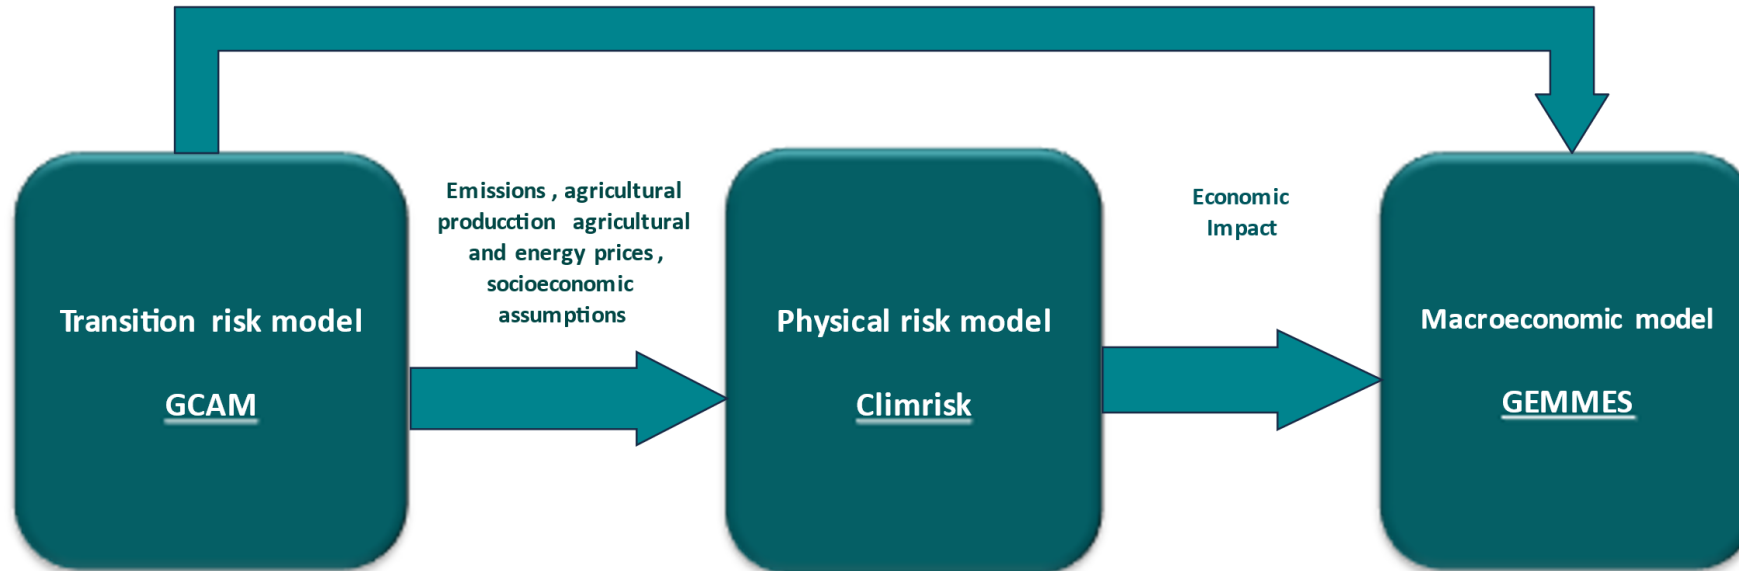 Transition risk model
GCAM
Emissions , agricultural
producction agricultural
and energy prices ,
socioeconomic
assumptions
Physical risk model
Climrisk
Economic
Impact
Macroeconomic model
GEMMES